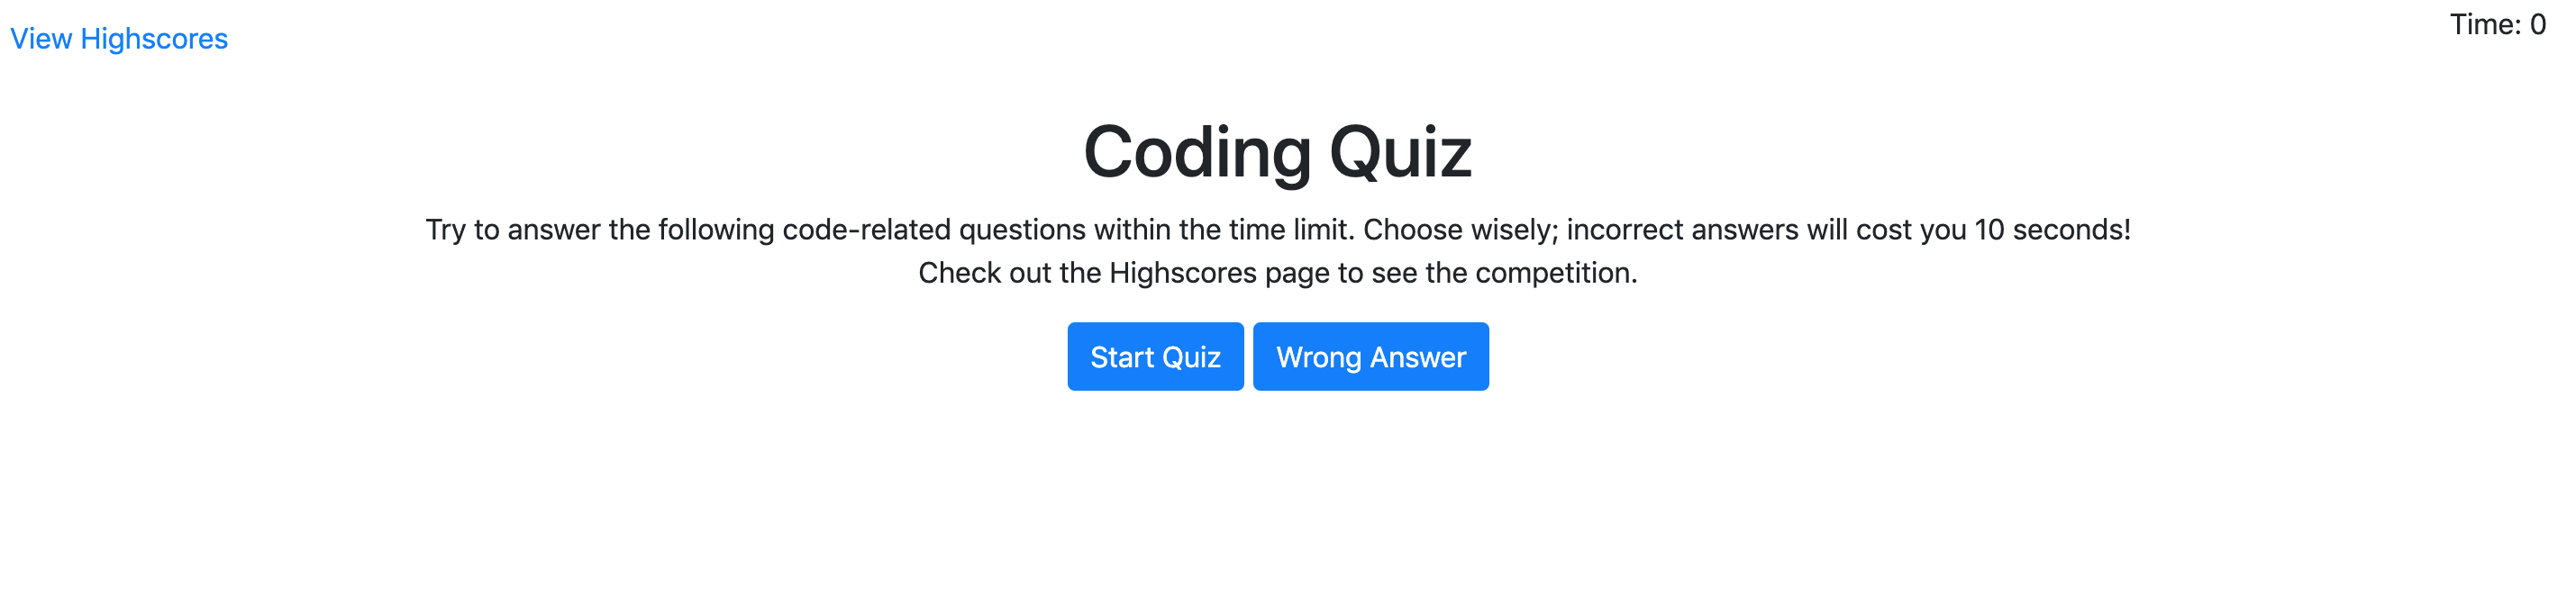 View Highscores
Time: 0
Coding Quiz
Try to answer the following code-related questions within the time limit. Choose wisely; incorrect answers will cost you 10 seconds!
Check out the Highscores page to see the competition.
Start Quiz
Wrong Answer